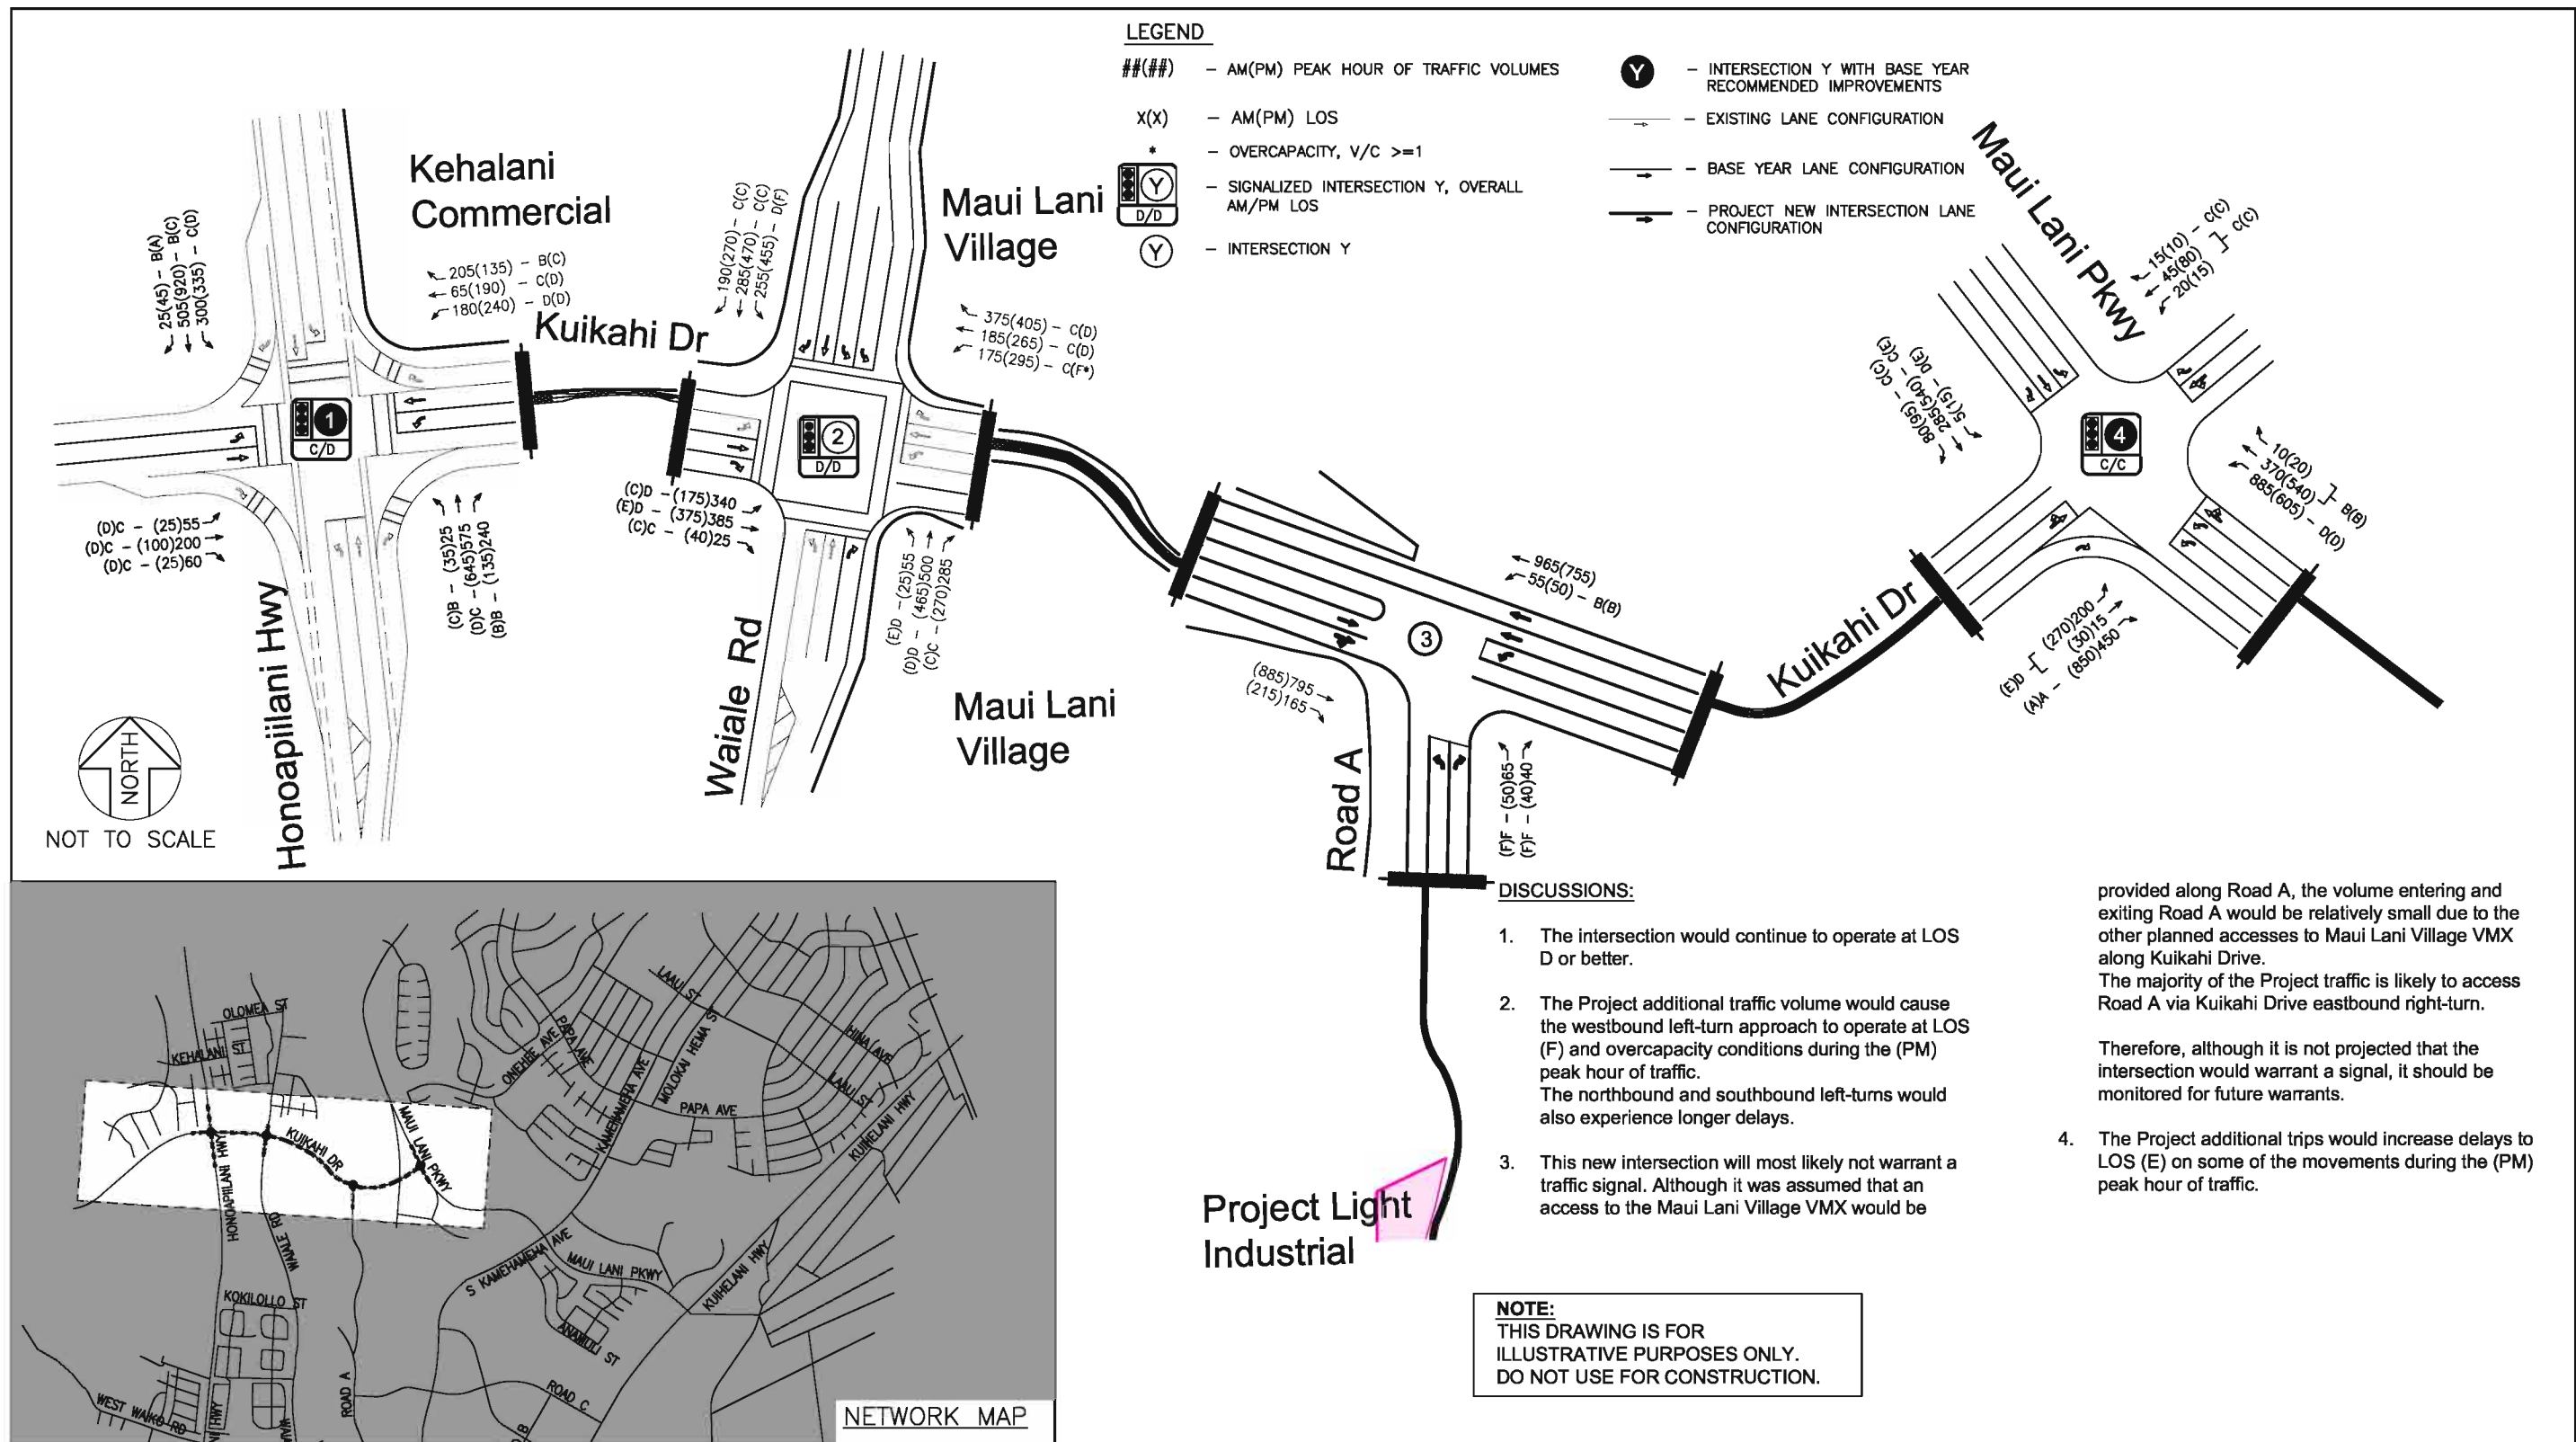 LEGEND
##(##) – AM(PM) PEAK HOUR OF TRAFFIC VOLUMES
X(X) – AM(PM) LOS
* – OVERCAPACITY, V/C >=1
Y D/D – SIGNALIZED INTERSECTION Y, OVERALL
AM/PM LOS
Y – INTERSECTION Y
Y – INTERSECTION Y WITH BASE YEAR
RECOMMENDED IMPROVEMENTS
– EXISTING LANE CONFIGURATION
– BASE YEAR LANE CONFIGURATION
– PROJECT NEW INTERSECTION LANE
CONFIGURATION
Kehalani
Commercial
25(45) – B(A)
505(920) – B(C)
300(335) – C(D)
205(135) – B(C)
65(190) – C(D)
180(240) – D(D)
Kuikahi Dr
1
C/D
(D)C – (25)55
(D)C – (100)200
(D)C – (25)60
(C)B – (35)25
(D)C – (645)575
(B)B – (135)240
Honoapiilani Hwy
190(270) – C(C)
285(470) – C(C)
255(455) – D(F)
Maui Lani
Village
375(405) – C(D)
185(265) – C(D)
175(295) – C(F*)
2
D/D
(C)D – (175)340
(E)D – (375)385
(C)C – (40)25
(E)D – (25)55
(D)D – (465)500
(C)C – (270)285
Waiale Rd
Maui Lani
Village
965(755)
55(50) – B(B)
3
(885)795
(215)165
(F)F – (50)65
(F)F – (40)40
Road A
Kuikahi Dr
Maui Lani Pkwy
15(10) – C(C)
45(80)
20(15)
C(C)
80(95) – C(C)
285(540) – C(E)
5(15) – D(E)
4
C/C
10(20)
370(540)
B(B)
885(605) – D(D)
(E)D
(270)200
(30)15
(A)A – (850)450
NORTH
NOT TO SCALE
Project Light
Industrial
DISCUSSIONS:
1. The intersection would continue to operate at LOS
D or better.
2. The Project additional traffic volume would cause
the westbound left-turn approach to operate at LOS
(F) and overcapacity conditions during the (PM)
peak hour of traffic.
The northbound and southbound left-turns would
also experience longer delays.
3. This new intersection will most likely not warrant a
traffic signal. Although it was assumed that an
access to the Maui Lani Village VMX would be
provided along Road A, the volume entering and
exiting Road A would be relatively small due to the
other planned accesses to Maui Lani Village VMX
along Kuikahi Drive.
The majority of the Project traffic is likely to access
Road A via Kuikahi Drive eastbound right-turn.
Therefore, although it is not projected that the
intersection would warrant a signal, it should be
monitored for future warrants.
4. The Project additional trips would increase delays to
LOS (E) on some of the movements during the (PM)
peak hour of traffic.
NOTE:
THIS DRAWING IS FOR
ILLUSTRATIVE PURPOSES ONLY.
DO NOT USE FOR CONSTRUCTION.
OLOMEA ST
KEHALANI ST
KUIKAHI DR
MAUI LANI PKWY
HONOAPIILANI HWY
WAIALE RD
KOKILOLLO ST
WEST WAIKO RD
HWY
ROAD A
ONEHEE AVE
PAPA AVE
LAAU ST
MOLOKAI HEMA ST
KAMEHAMEHA AVE
PAPA AVE
HINA AVE
LAAU ST
KUIHELANI HWY
S KAMEHAMEHA AVE
MAUI LANI PKWY
KUIHELANI HWY
ST
ROAD C
NETWORK MAP